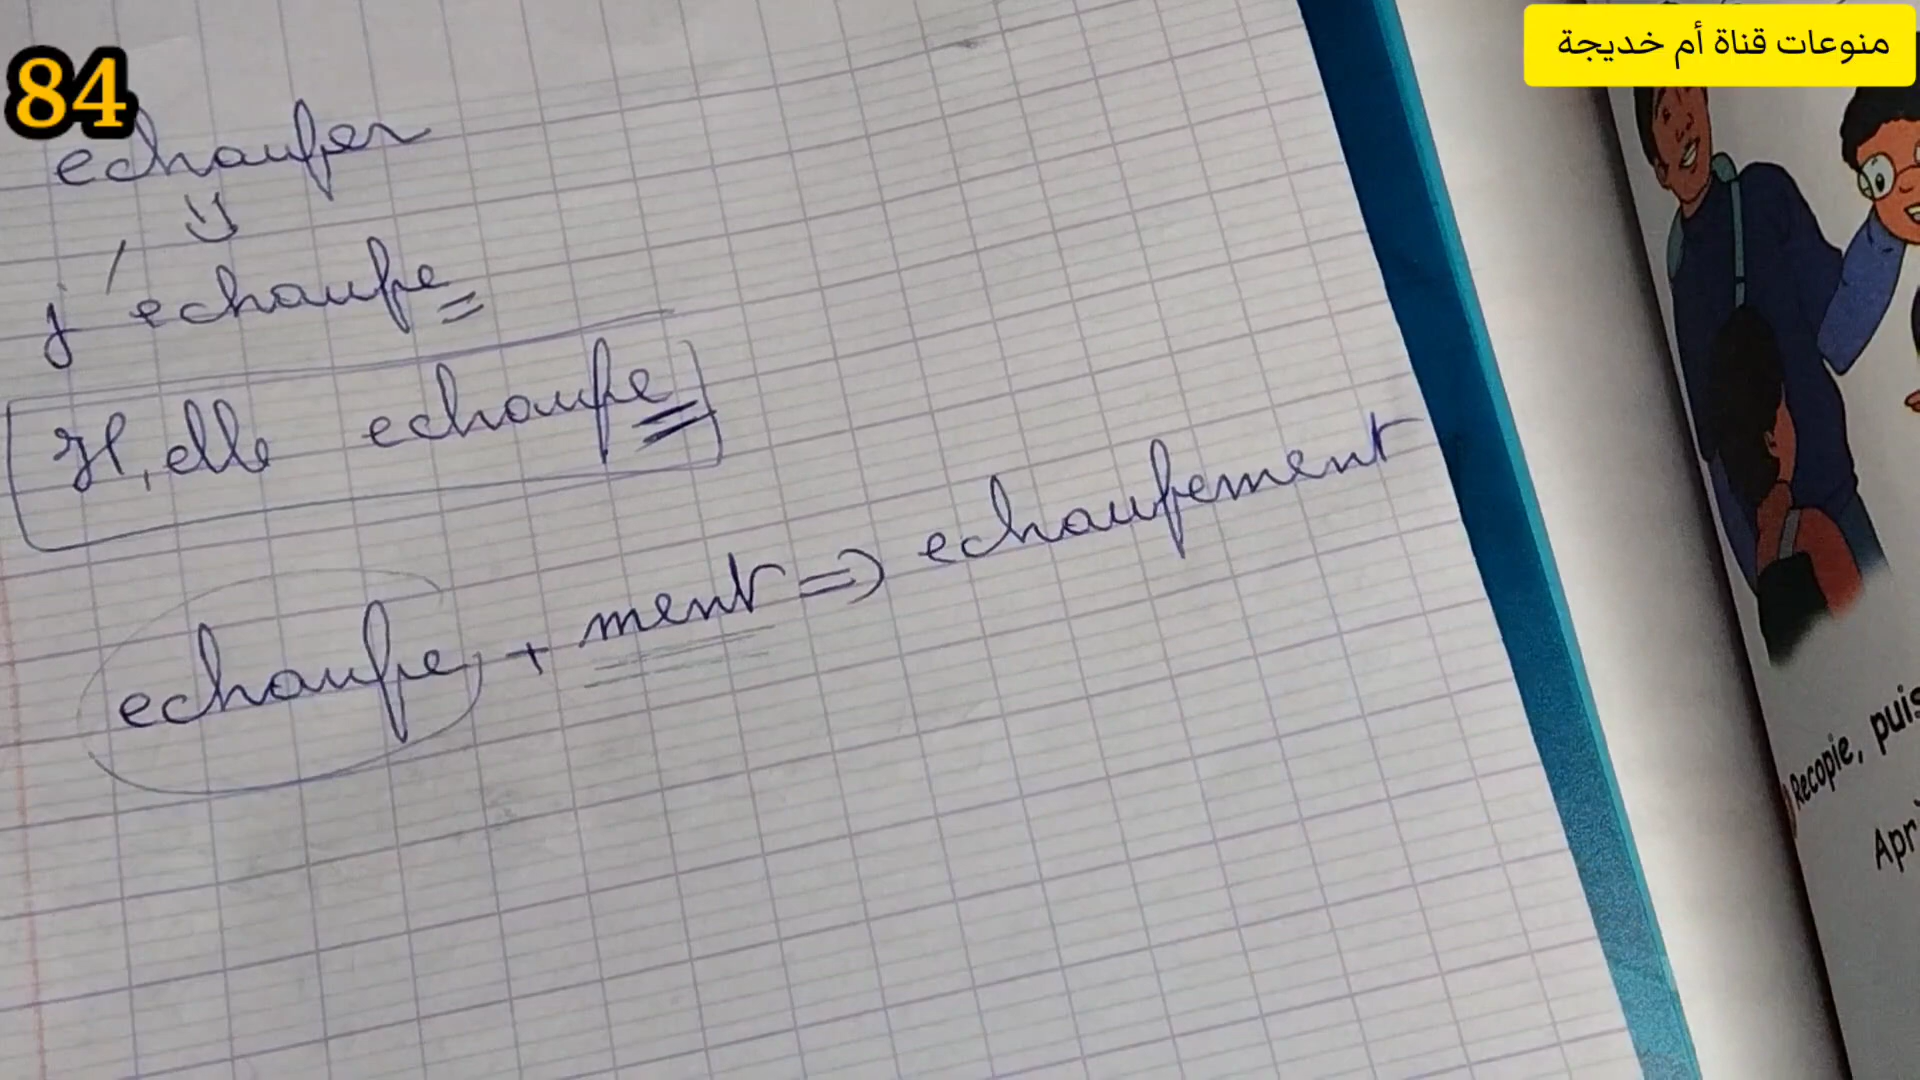 منوعات قناة أم خديجة
84
echaufer
j'echaufe
Il, elle echaufe
echaufe + ment => echaufement
Recopie, puis
Apr